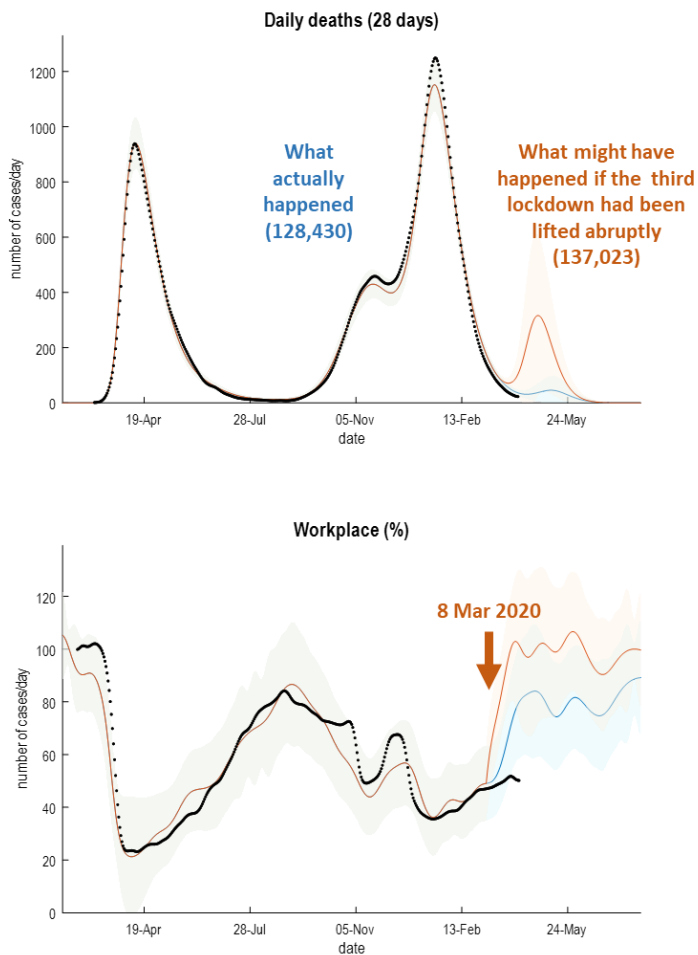 Daily deaths (28 days)
number of cases/day
1200
1000
800
600
400
200
0
What
actually
happened
(128,430)
What might have
happened if the third
lockdown had been
lifted abruptly
(137,023)
19-Apr
28-Jul
05-Nov
13-Feb
24-May
date
Workplace (%)
number of cases/day
120
100
80
60
40
20
0
8 Mar 2020
19-Apr
28-Jul
05-Nov
13-Feb
24-May
date